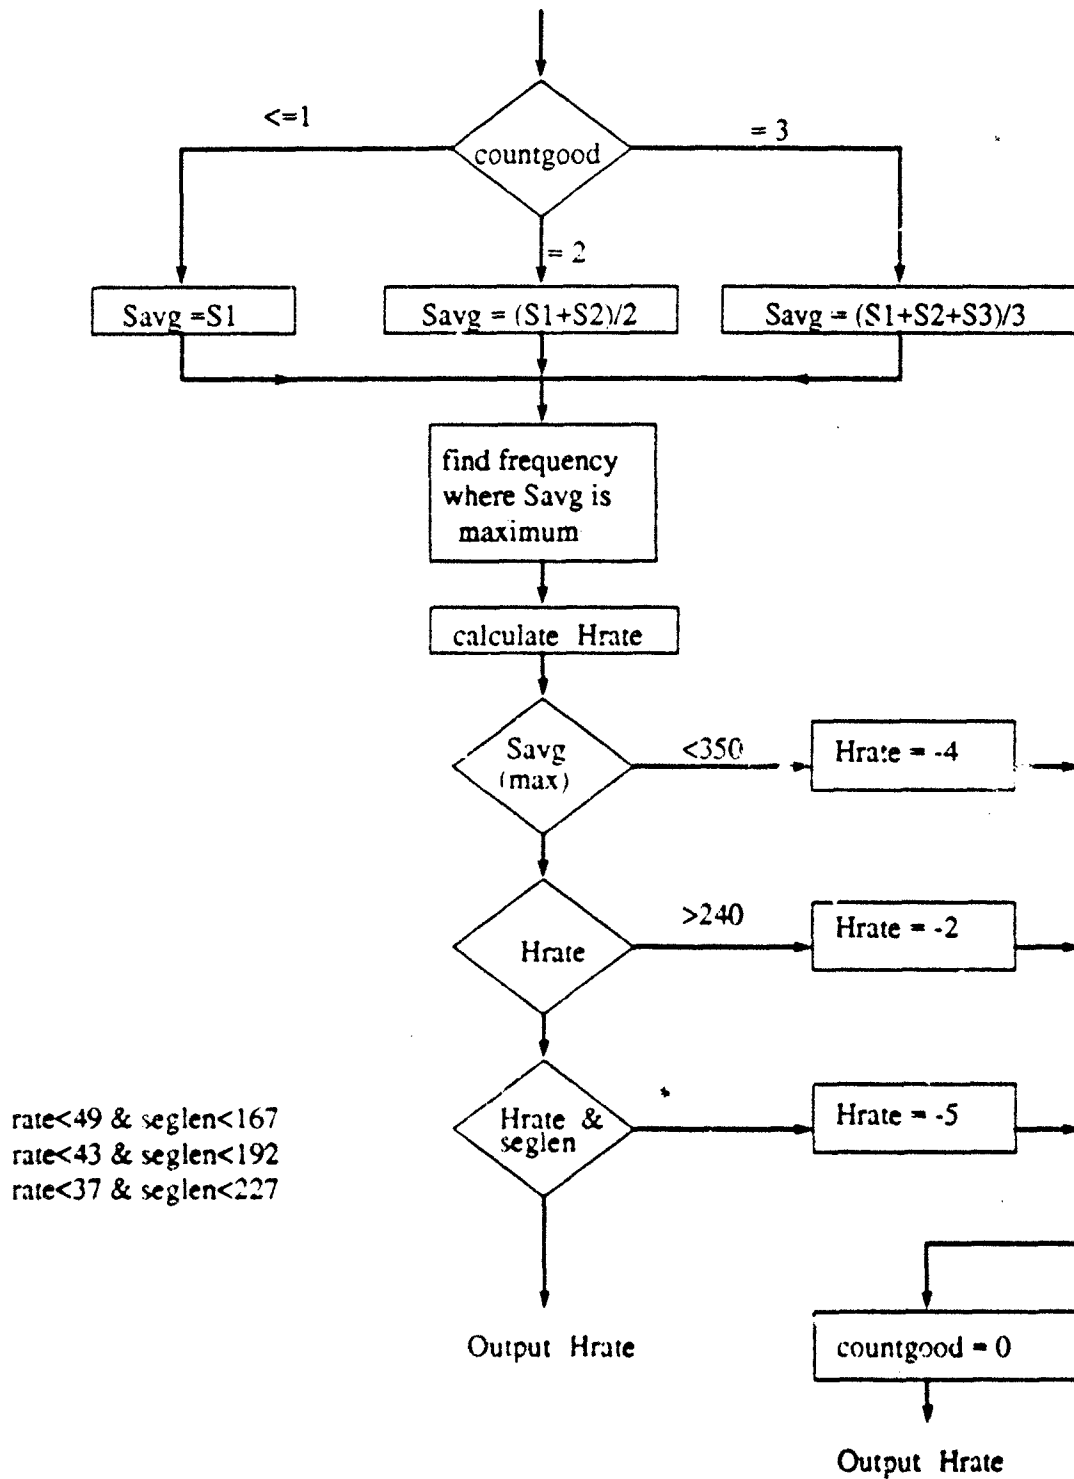 <=1
= 3
countgood
= 2
Savg =S1
Savg = (S1+S2)/2
Savg = (S1+S2+S3)/3
find frequency
where Savg is
maximum
calculate Hrate
Savg
(max)
<350
Hrate = -4
>240
Hrate = -2
Hrate
*
Hrate &
seglen
Hrate = -5
rate<49 & seglen<167
rate<43 & seglen<192
rate<37 & seglen<227
Output Hrate
countgood = 0
Output Hrate